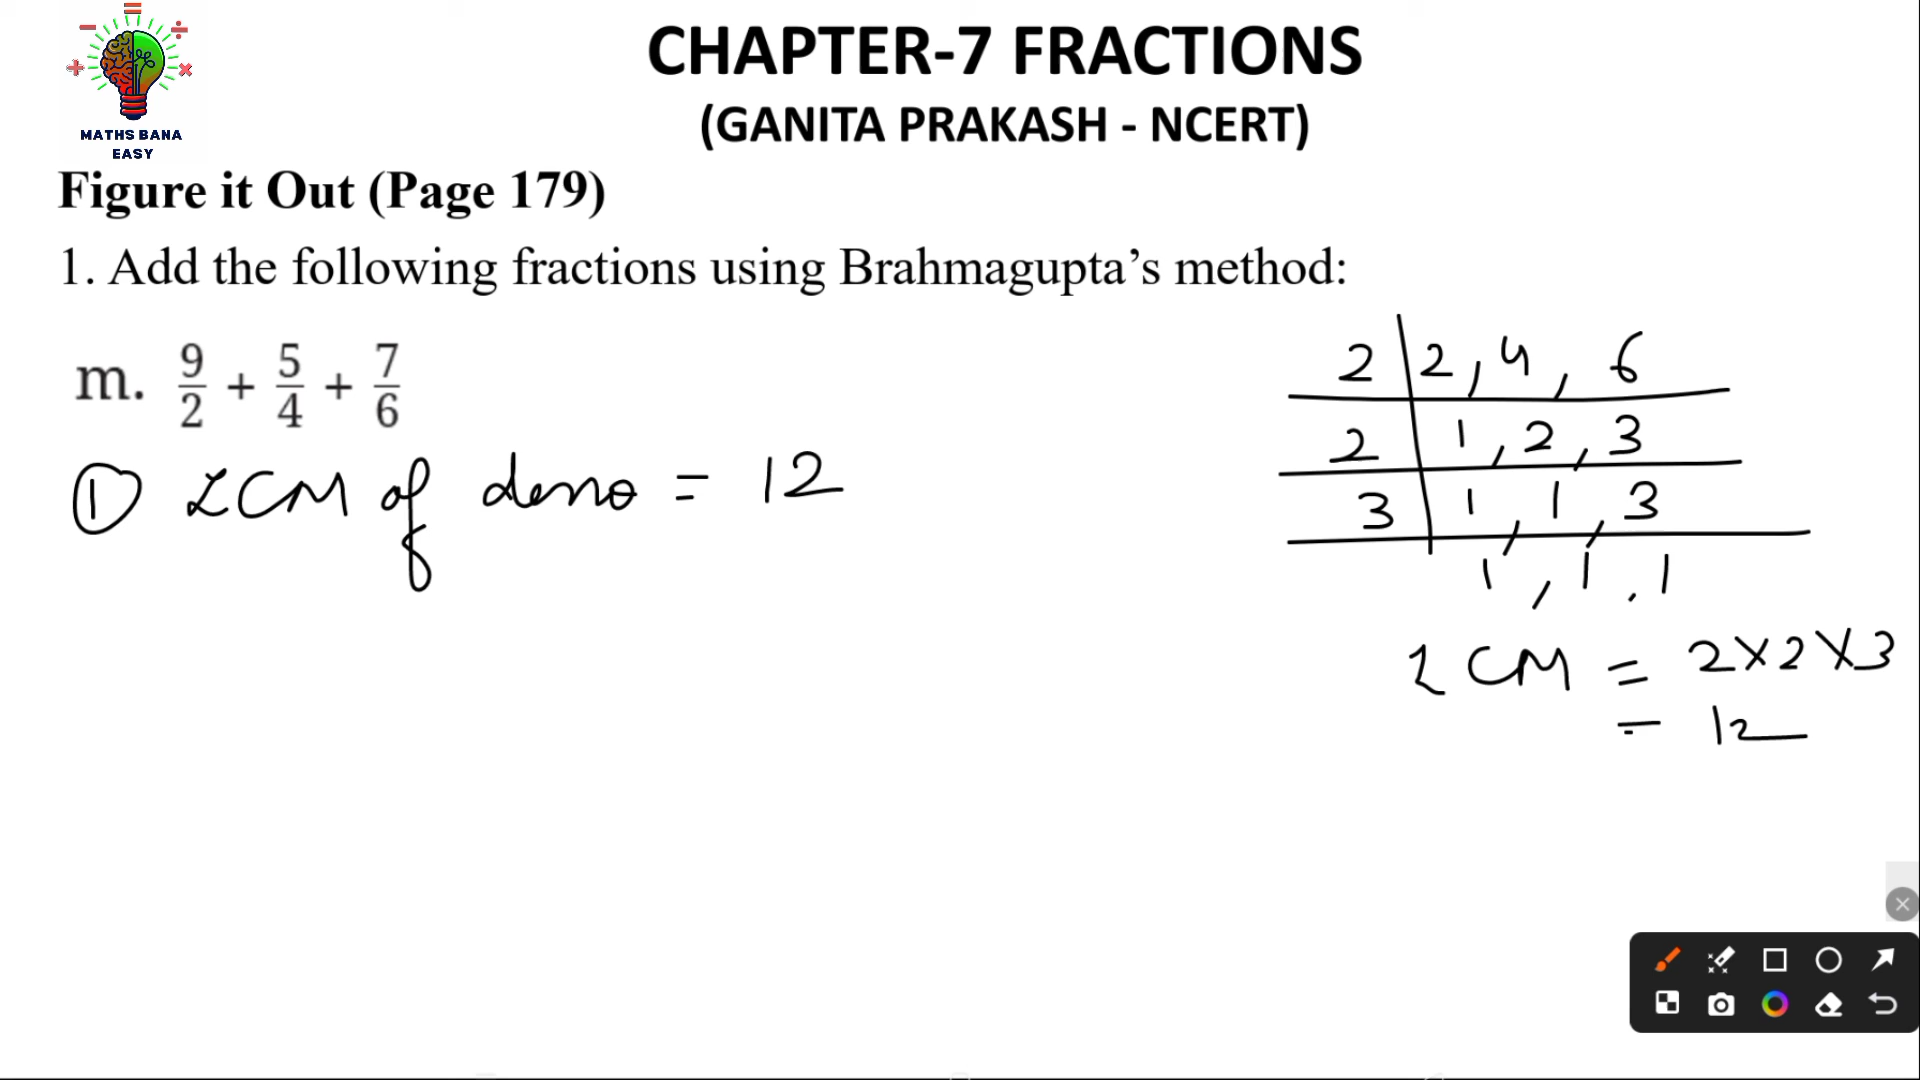 CHAPTER-7 FRACTIONS
(GANITA PRAKASH - NCERT)
MATHS BANA
EASY
Figure it Out (Page 179)
1. Add the following fractions using Brahmagupta’s method:
m. 9/2 + 5/4 + 7/6
① LCM of deno = 12
2 | 2, 4, 6
2 | 1, 2, 3
3 | 1, 1, 3
1, 1, 1
LCM = 2×2×3
= 12